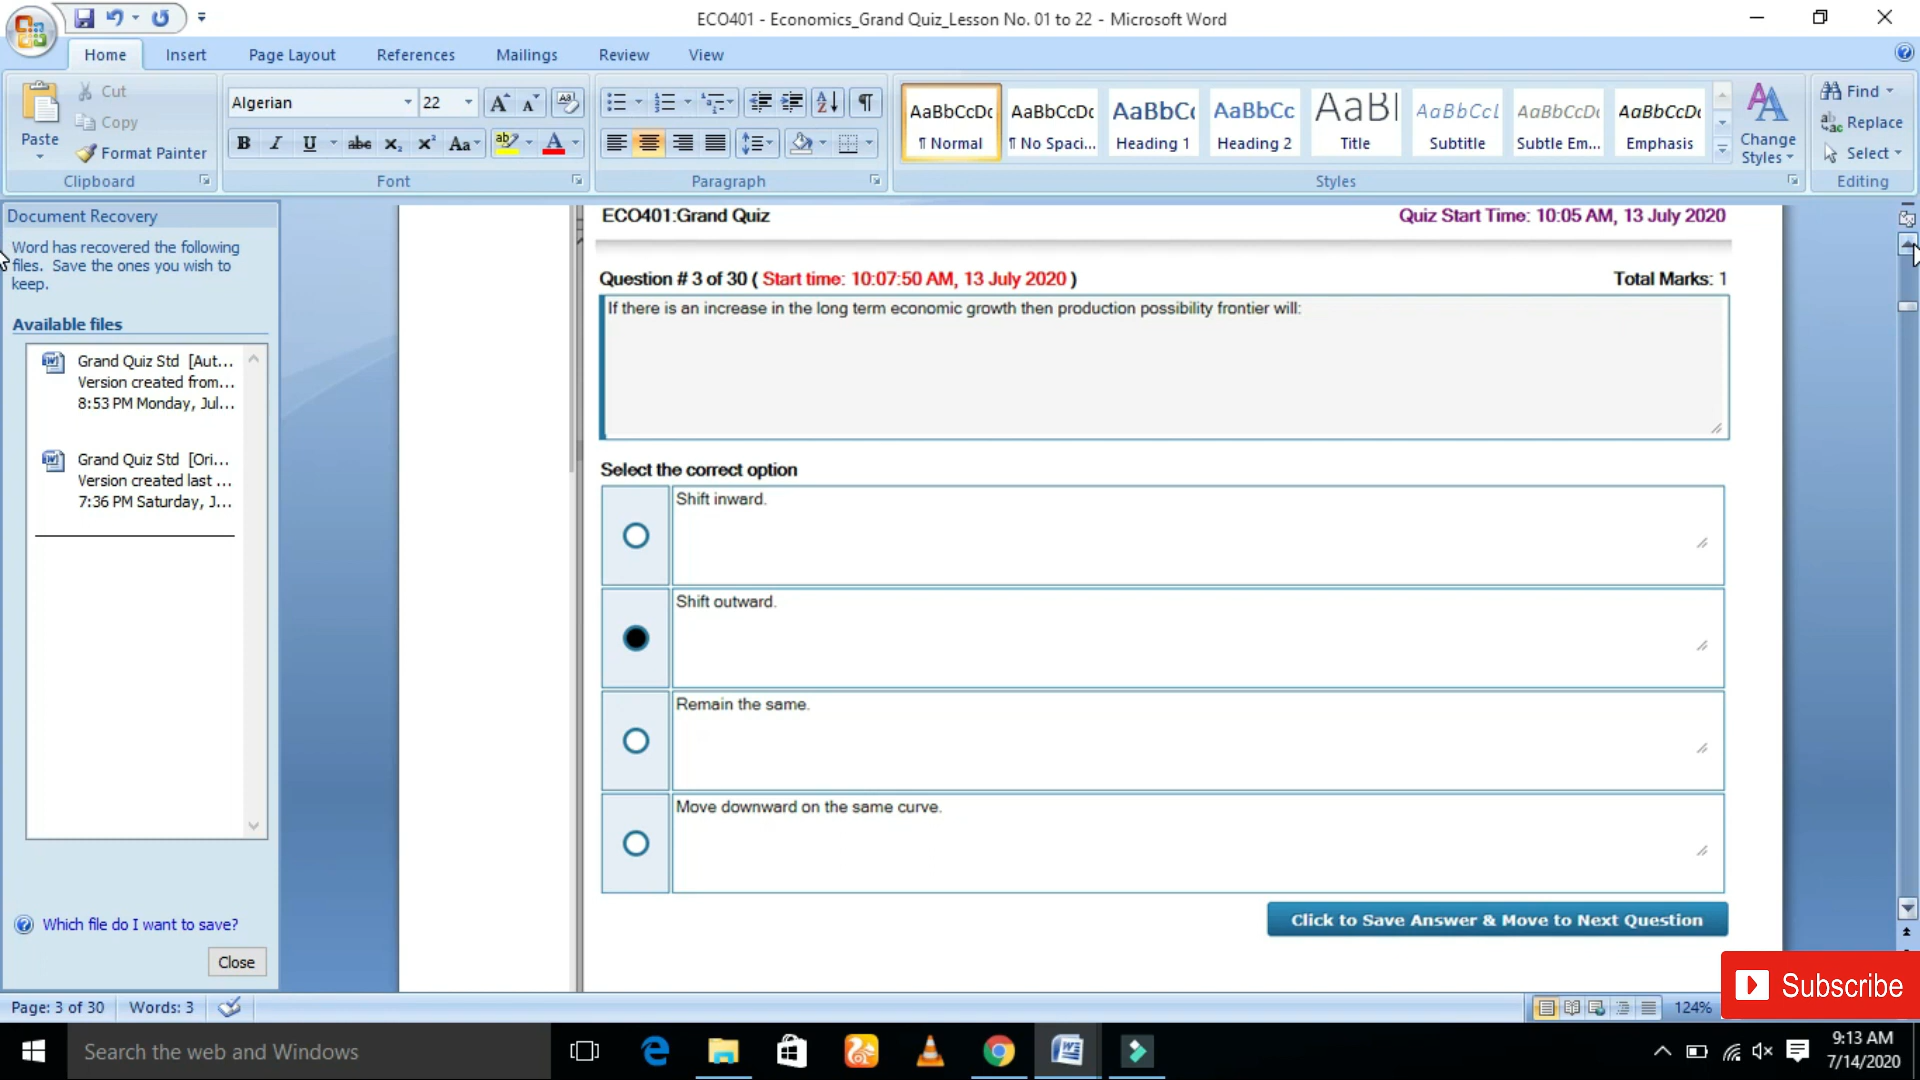 ECO401 - Economics_Grand Quiz_Lesson No. 01 to 22 - Microsoft Word
Home Insert Page Layout References Mailings Review View
Paste
Cut
Copy
Format Painter
Clipboard
Algerian 22
Font
Paragraph
AaBbCcDc AaBbCcDc AaBbC AaBbCc AaB AaBbCcL AaBbCcDc AaBbCcDc
¶ Normal ¶ No Spaci... Heading 1 Heading 2 Title Subtitle Subtle Em... Emphasis
Change Styles
Styles
Find
Replace
Select
Editing
Document Recovery
Word has recovered the following
files. Save the ones you wish to
keep.
Available files
Grand Quiz Std [Aut...
Version created from...
8:53 PM Monday, Jul...
Grand Quiz Std [Ori...
Version created last ...
7:36 PM Saturday, J...
Which file do I want to save?
Close
ECO401:Grand Quiz
Quiz Start Time: 10:05 AM, 13 July 2020
Question # 3 of 30 ( Start time: 10:07:50 AM, 13 July 2020 )
Total Marks: 1
If there is an increase in the long term economic growth then production possibility frontier will:
Select the correct option
Shift inward.
Shift outward.
Remain the same.
Move downward on the same curve.
Click to Save Answer & Move to Next Question
Subscribe
Page: 3 of 30 Words: 3
124%
Search the web and Windows
9:13 AM
7/14/2020